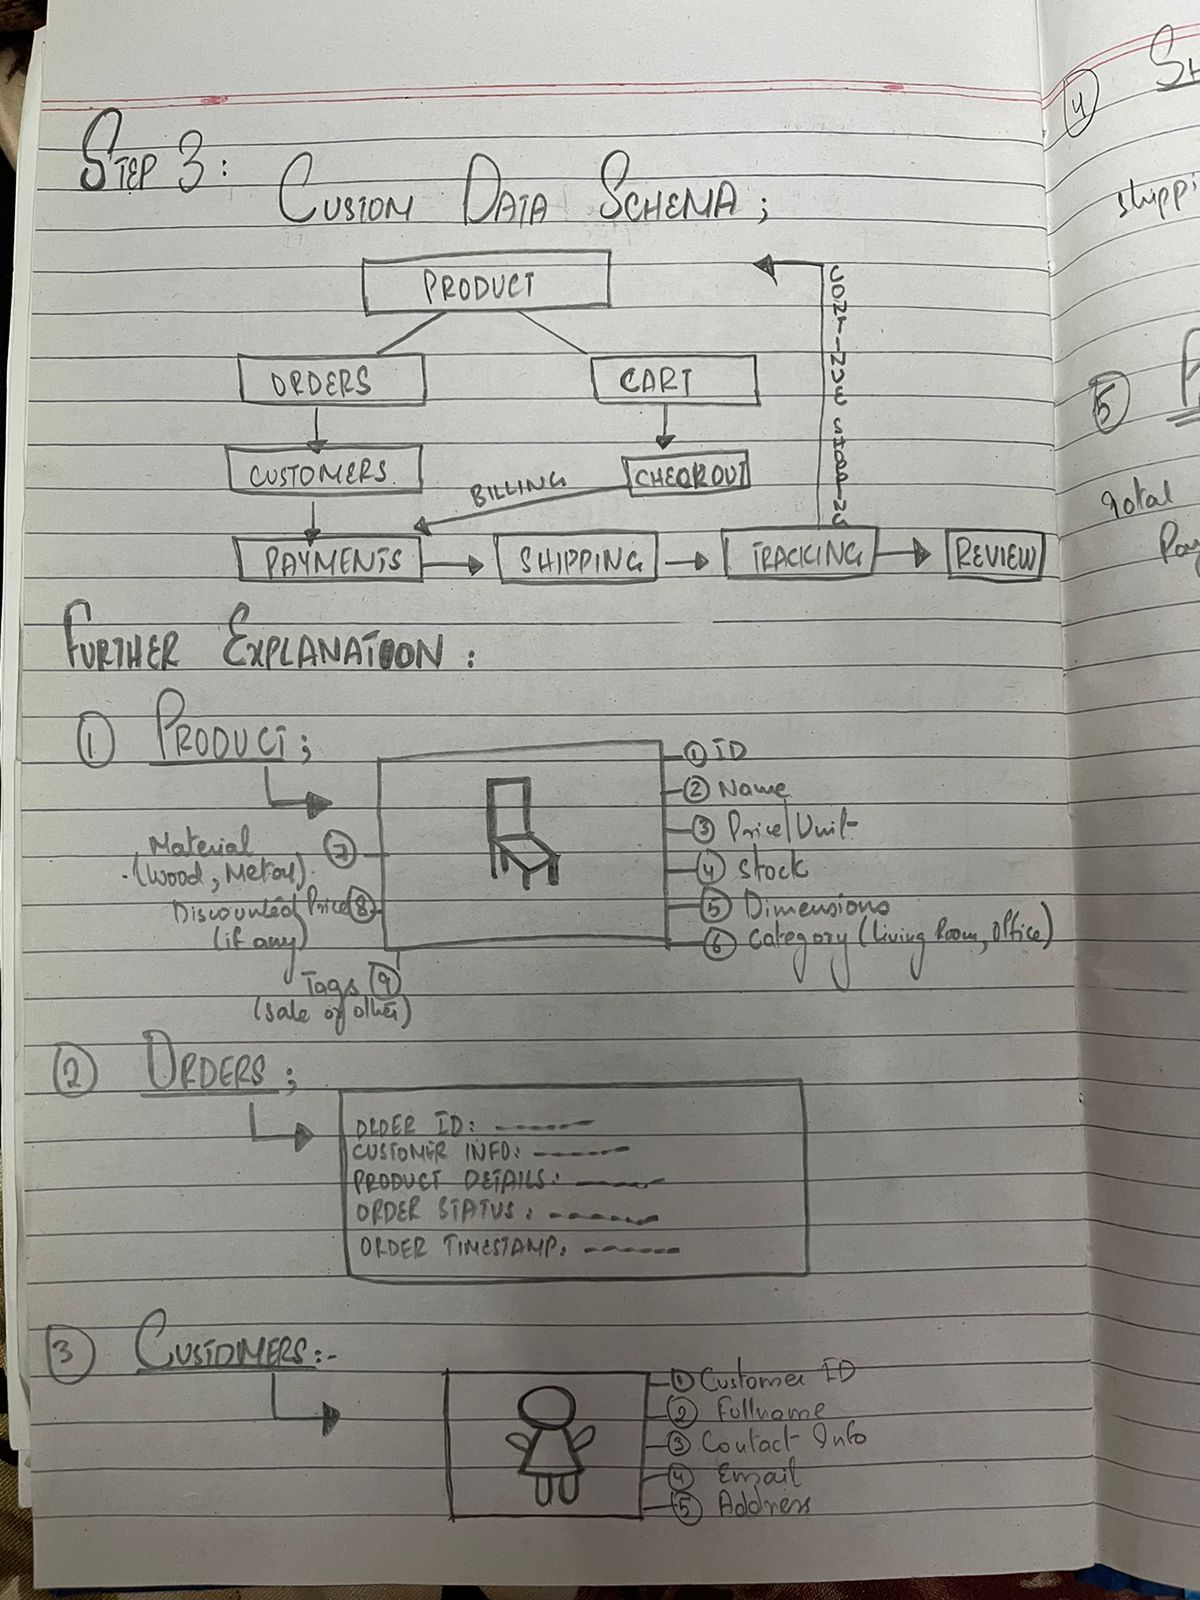 STEP 3:
CUSTOM DATA SCHEMA;
PRODUCT
ORDERS
CART
CUSTOMERS
CHECKOUT
BILLING
CONTINUE SHOPPING
PAYMENTS
SHIPPING
TRACKING
REVIEW
FURTHER EXPLANATION:
① PRODUCT;
① ID
② Name
③ Price/Unit
④ Stock
⑤ Dimensions
⑥ Category (Living Room, Office)
Material ⑦
(Wood, Metal)
Discounted Price ⑧
(if any)
Tags ⑨
(Sale or other)
② ORDERS;
ORDER ID:
CUSTOMER INFO:
PRODUCT DETAILS:
ORDER STATUS:
ORDER TIMESTAMP:
③ CUSTOMERS:-
① Customer ID
② Fullname
③ Contact Info
④ Email
⑤ Address
④ SH
Shippi
⑤